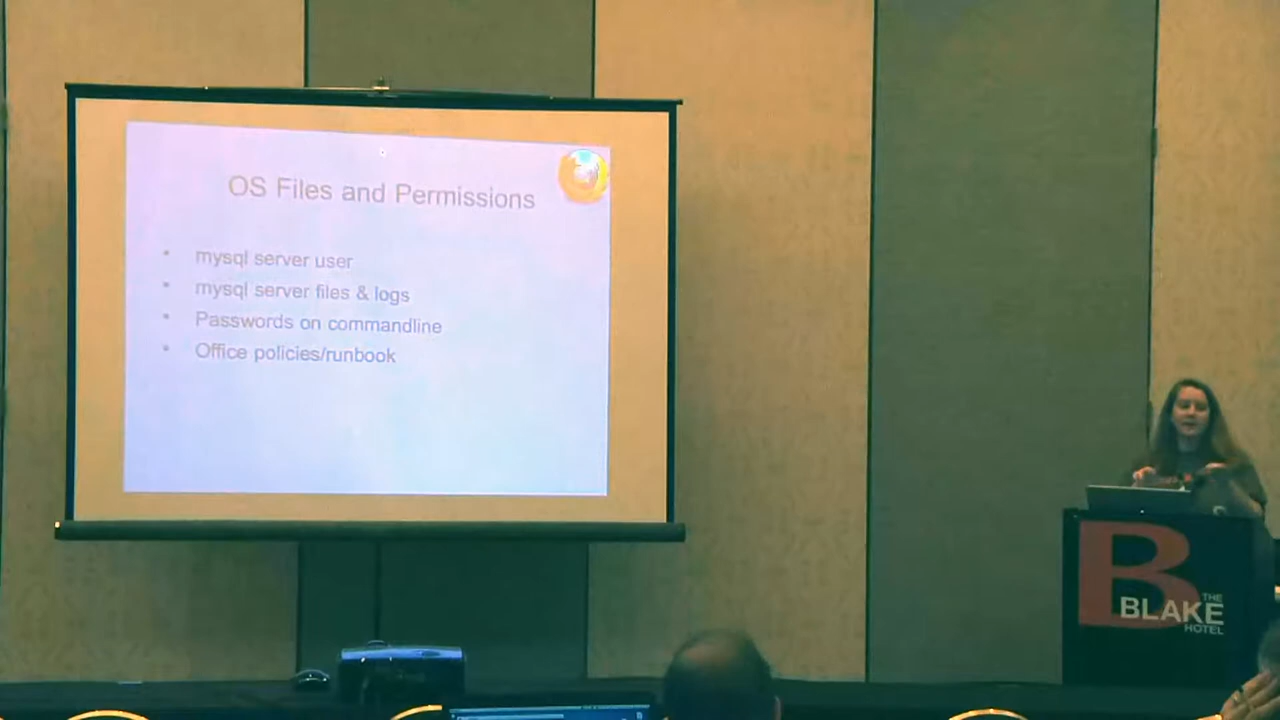 OS Files and Permissions
mysql server user
mysql server files & logs
Passwords on commandline
Office policies/runbook
B
THE
BLAKE
HOTEL